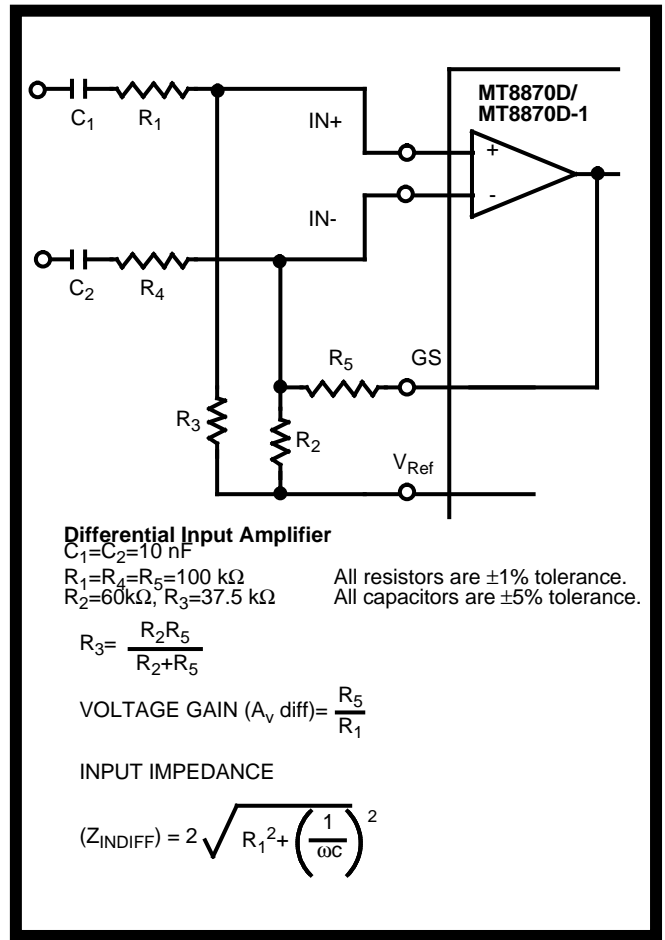 MT8870D/
MT8870D-1
C1
R1
IN+
+
-
IN-
C2
R4
R5
GS
R3
R2
VRef
Differential Input Amplifier
C1=C2=10 nF
R1=R4=R5=100 kΩ All resistors are ±1% tolerance.
R2=60kΩ, R3=37.5 kΩ All capacitors are ±5% tolerance.
R3= R2R5
R2+R5
VOLTAGE GAIN (Av diff)= R5
R1
INPUT IMPEDANCE
(ZINDIFF) = 2 √ R1²+ (1
ωc)²